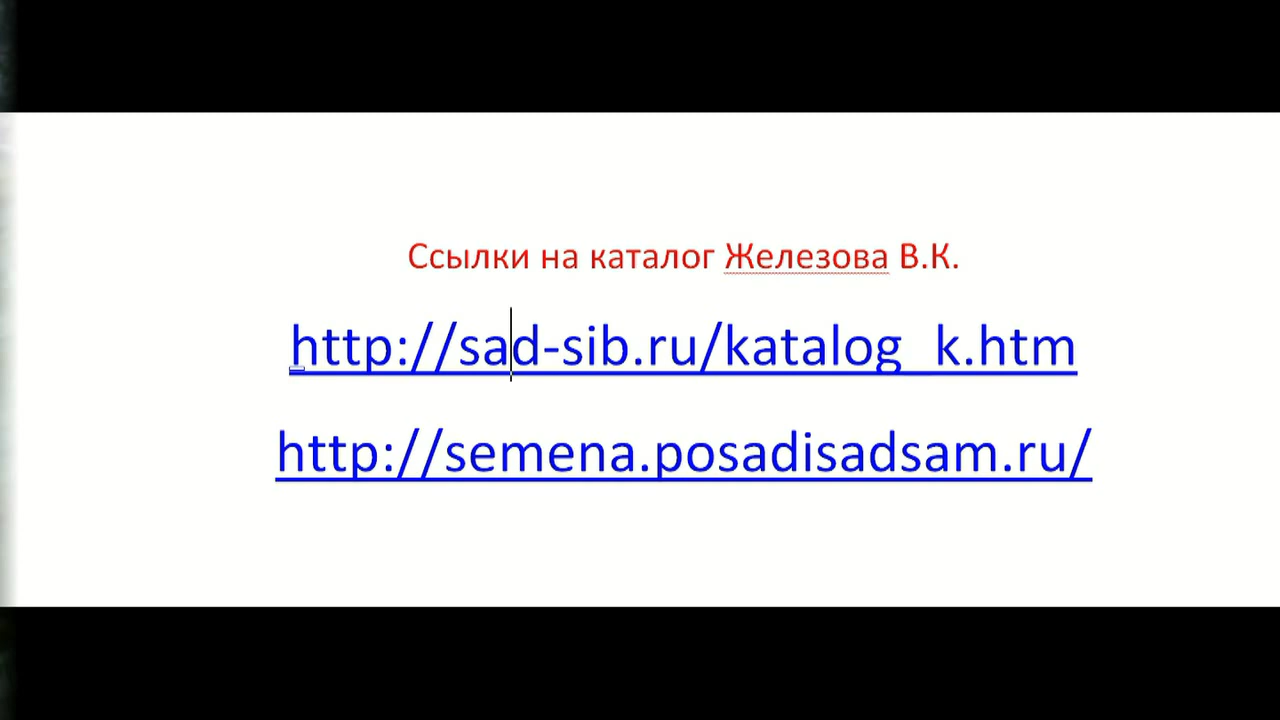 Ссылки на каталог Железова В.К.
http://sad-sib.ru/katalog_k.htm
http://semena.posadisadsam.ru/